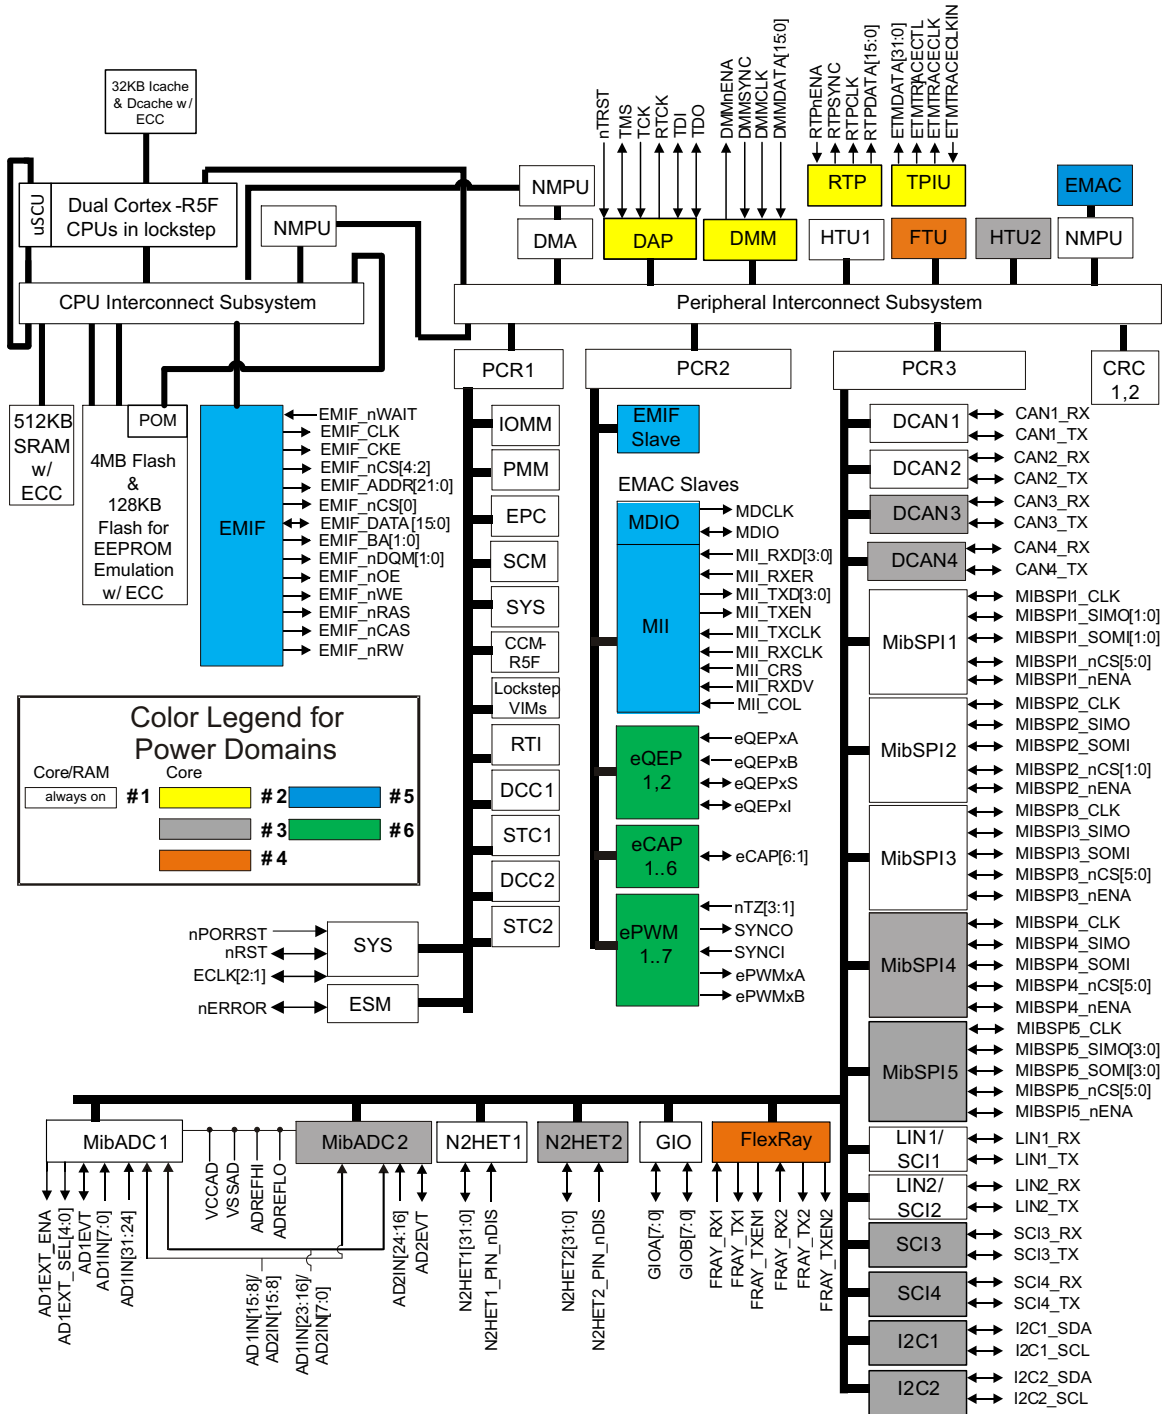 32KB Icache
& Dcache w/
ECC
uSCU
Dual Cortex -R5F
CPUs in lockstep
NMPU
CPU Interconnect Subsystem
nTRST
TMS
TCK
RTCK
TDI
TDO
DMMnENA
DMMSYNC
DMMCLK
DMMDATA[15:0]
RTPnENA
RTPSYNC
RTPCLK
RTPDATA[15:0]
ETMDATA[31:0]
ETMTRACECTL
ETMTRACECLK
ETMTRACECLKIN
NMPU
RTP
TPIU
EMAC
DMA
DAP
DMM
HTU1
FTU
HTU2
NMPU
Peripheral Interconnect Subsystem
PCR1
PCR2
PCR3
CRC
1,2
512KB
SRAM
w/
ECC
POM
4MB Flash
&
128KB
Flash for
EEPROM
Emulation
w/ ECC
EMIF
EMIF_nWAIT
EMIF_CLK
EMIF_CKE
EMIF_nCS[4:2]
EMIF_ADDR[21:0]
EMIF_nCS[0]
EMIF_DATA[15:0]
EMIF_BA[1:0]
EMIF_nDQM[1:0]
EMIF_nOE
EMIF_nWE
EMIF_nRAS
EMIF_nCAS
EMIF_nRW
IOMM
PMM
EPC
SCM
SYS
CCM-
R5F
Lockstep
VIMs
RTI
DCC1
STC1
DCC2
STC2
EMIF
Slave
EMAC Slaves
MDIO
MDCLK
MDIO
MII
MII_RXD[3:0]
MII_RXER
MII_TXD[3:0]
MII_TXEN
MII_TXCLK
MII_RXCLK
MII_CRS
MII_RXDV
MII_COL
eQEP
1,2
eQEPxA
eQEPxB
eQEPxS
eQEPxI
eCAP
1..6
eCAP[6:1]
ePWM
1..7
nTZ[3:1]
SYNCO
SYNCI
ePWMxA
ePWMxB
DCAN1
CAN1_RX
CAN1_TX
DCAN2
CAN2_RX
CAN2_TX
DCAN3
CAN3_RX
CAN3_TX
DCAN4
CAN4_RX
CAN4_TX
MibSPI1
MIBSPI1_CLK
MIBSPI1_SIMO[1:0]
MIBSPI1_SOMI[1:0]
MIBSPI1_nCS[5:0]
MIBSPI1_nENA
MibSPI2
MIBSPI2_CLK
MIBSPI2_SIMO
MIBSPI2_SOMI
MIBSPI2_nCS[1:0]
MIBSPI2_nENA
MibSPI3
MIBSPI3_CLK
MIBSPI3_SIMO
MIBSPI3_SOMI
MIBSPI3_nCS[5:0]
MIBSPI3_nENA
MibSPI4
MIBSPI4_CLK
MIBSPI4_SIMO
MIBSPI4_SOMI
MIBSPI4_nCS[5:0]
MIBSPI4_nENA
MibSPI5
MIBSPI5_CLK
MIBSPI5_SIMO[3:0]
MIBSPI5_SOMI[3:0]
MIBSPI5_nCS[5:0]
MIBSPI5_nENA
LIN1/
SCI1
LIN1_RX
LIN1_TX
LIN2/
SCI2
LIN2_RX
LIN2_TX
SCI3
SCI3_RX
SCI3_TX
SCI4
SCI4_RX
SCI4_TX
I2C1
I2C1_SDA
I2C1_SCL
I2C2
I2C2_SDA
I2C2_SCL
Color Legend for
Power Domains
Core/RAM
Core
always on
#1
#2
#5
#3
#6
#4
nPORRST
nRST
ECLK[2:1]
SYS
nERROR
ESM
MibADC1
MibADC2
N2HET1
N2HET2
GIO
FlexRay
AD1EXT_ENA
AD1EXT_SEL[4:0]
AD1EVT
AD1IN[7:0]
AD1IN[31:24]
VCCAD
VSSAD
ADREFHI
ADREFLO
AD1IN[15:8]/
AD2IN[15:8]
AD1IN[23:16]/
AD2IN[7:0]
AD2IN[24:16]
AD2EVT
N2HET1[31:0]
N2HET1_PIN_nDIS
N2HET2[31:0]
N2HET2_PIN_nDIS
GIOA[7:0]
GIOB[7:0]
FRAY_RX1
FRAY_TX1
FRAY_TXEN1
FRAY_RX2
FRAY_TX2
FRAY_TXEN2